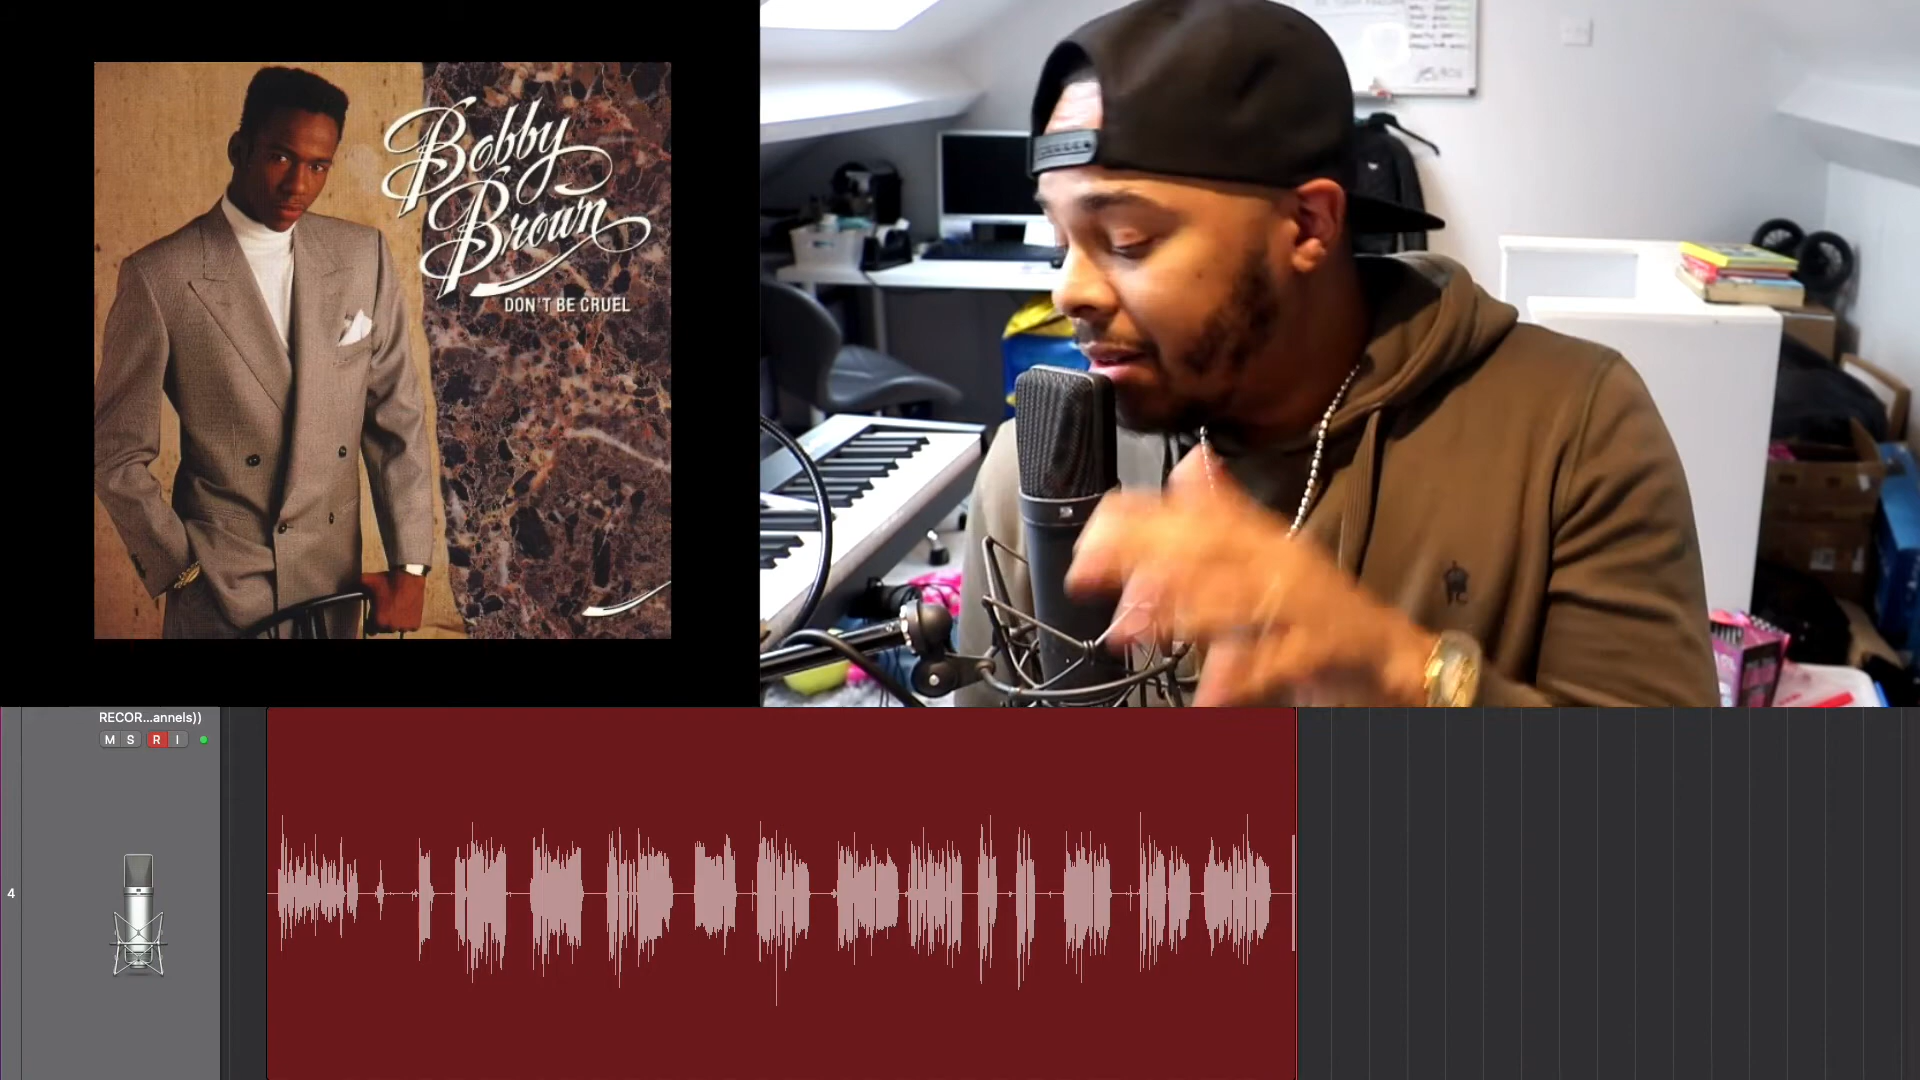 Bobby
Brown
DON'T BE CRUEL
RECOR...annels))
M S R I
4